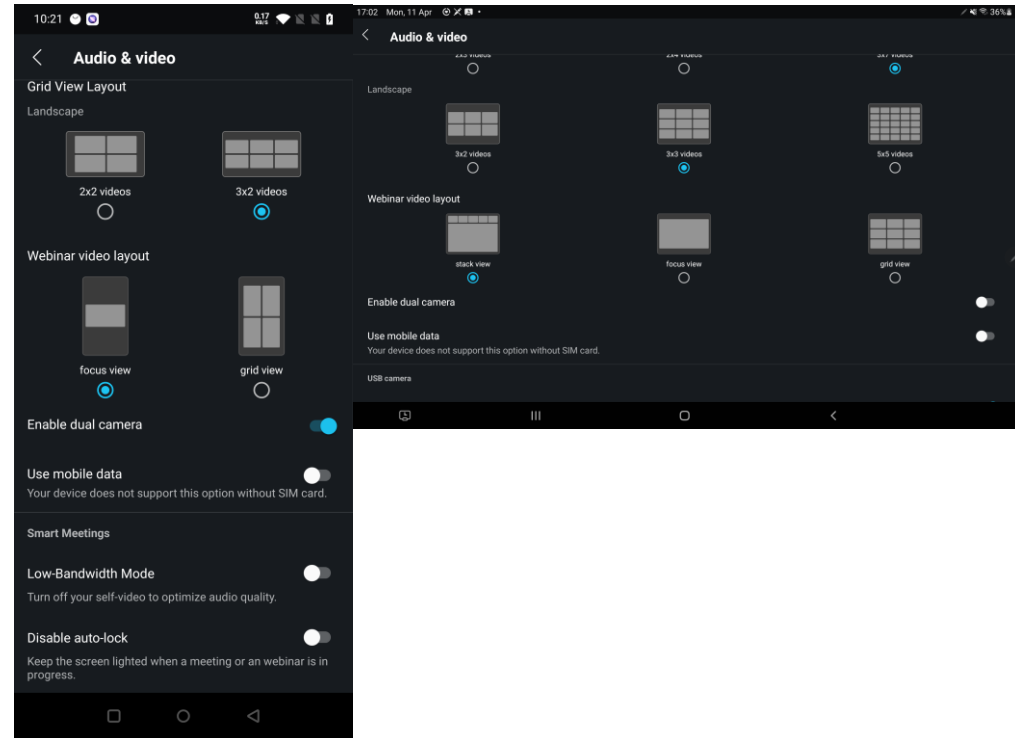 10:21
0.17
KB/S
Audio & video
Grid View Layout
Landscape
2x2 videos
3x2 videos
Webinar video layout
focus view
grid view
Enable dual camera
Use mobile data
Your device does not support this option without SIM card.
Smart Meetings
Low-Bandwidth Mode
Turn off your self-video to optimize audio quality.
Disable auto-lock
Keep the screen lighted when a meeting or an webinar is in
progress.
17:02 Mon, 11 Apr
36%
Audio & video
Landscape
3x2 videos
3x3 videos
5x5 videos
Webinar video layout
stack view
focus view
grid view
Enable dual camera
Use mobile data
Your device does not support this option without SIM card.
USB camera